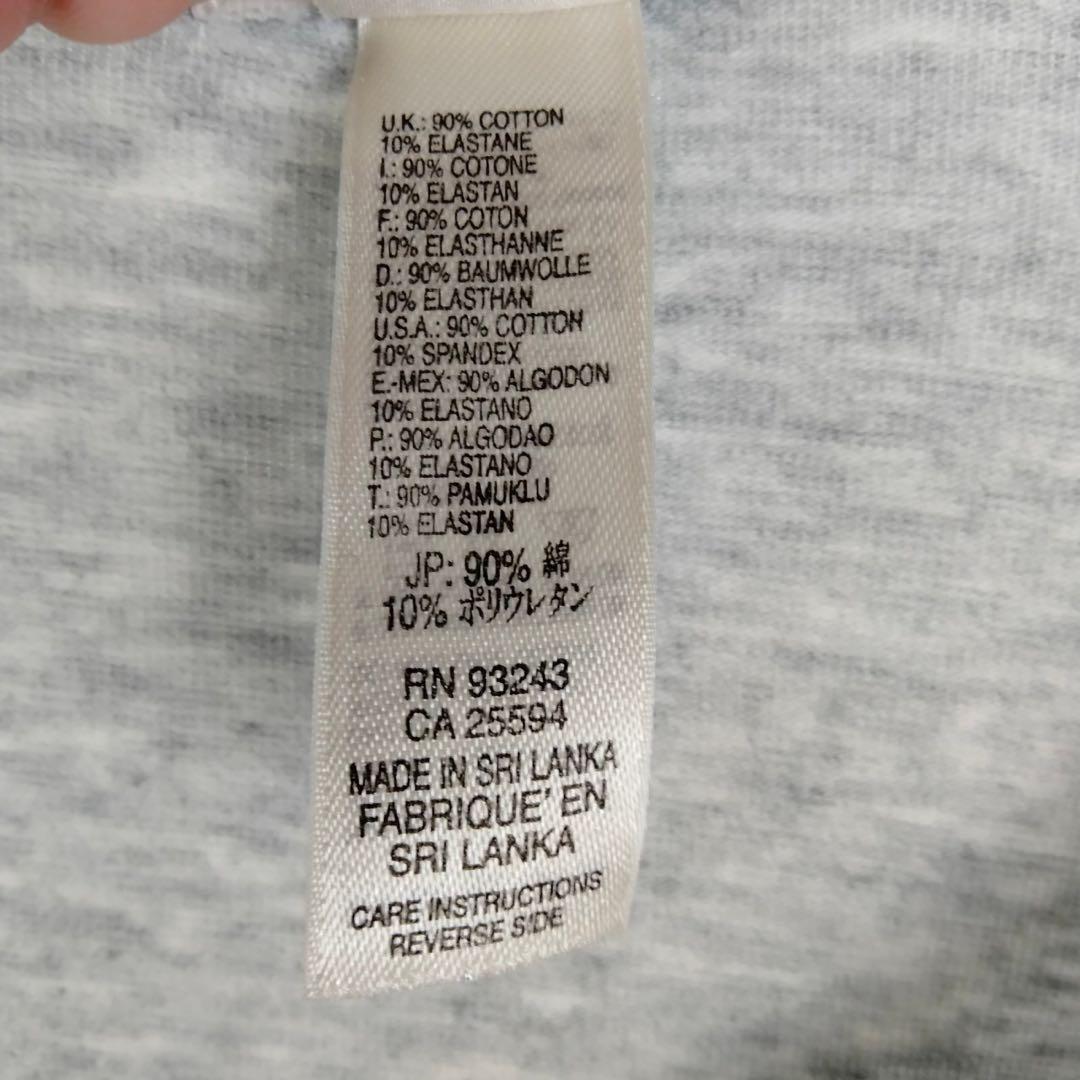 U.K.: 90% COTTON
10% ELASTANE
I.: 90% COTONE
10% ELASTAN
F.: 90% COTON
10% ELASTHANNE
D.: 90% BAUMWOLLE
10% ELASTHAN
U.S.A.: 90% COTTON
10% SPANDEX
E.-MEX: 90% ALGODON
10% ELASTANO
P.: 90% ALGODAO
10% ELASTANO
T.: 90% PAMUKLU
10% ELASTAN
JP: 90% 綿
10% ポリウレタン
RN 93243
CA 25594
MADE IN SRI LANKA
FABRIQUE' EN
SRI LANKA
CARE INSTRUCTIONS
REVERSE SIDE